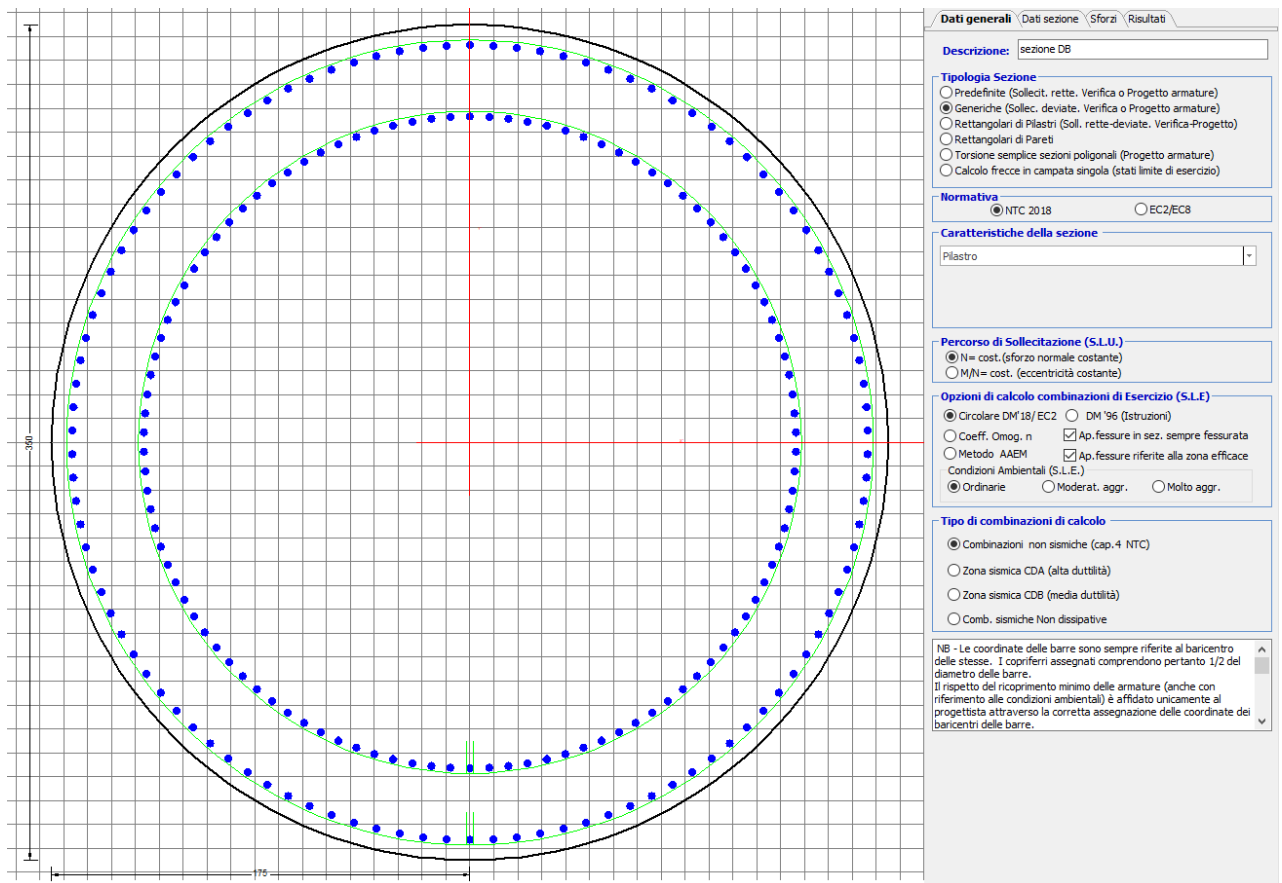 350
175
Dati generali Dati sezione Sforzi Risultati
Descrizione: sezione DB
Tipologia Sezione
Predefinite (Sollecit. rette. Verifica o Progetto armature)
Generiche (Sollec. deviate. Verifica o Progetto armature)
Rettangolari di Pilastri (Soll. rette-deviate. Verifica-Progetto)
Rettangolari di Pareti
Torsione semplice sezioni poligonali (Progetto armature)
Calcolo frecce in campata singola (stati limite di esercizio)
Normativa
NTC 2018 EC2/EC8
Caratteristiche della sezione
Pilastro
Percorso di Sollecitazione (S.L.U.)
N= cost.(sforzo normale costante)
M/N= cost. (eccentricità costante)
Opzioni di calcolo combinazioni di Esercizio (S.L.E)
Circolare DM'18/ EC2 DM '96 (Istruzioni)
Coeff. Omog. n Ap.fessure in sez. sempre fessurata
Metodo AAEM Ap.fessure riferite alla zona efficace
Condizioni Ambientali (S.L.E.)
Ordinarie Moderat. aggr. Molto aggr.
Tipo di combinazioni di calcolo
Combinazioni non sismiche (cap.4 NTC)
Zona sismica CDA (alta duttilità)
Zona sismica CDB (media duttilità)
Comb. sismiche Non dissipative
NB - Le coordinate delle barre sono sempre riferite al baricentro
delle stesse. I copriferri assegnati comprendono pertanto 1/2 del
diametro delle barre.
Il rispetto del ricoprimento minimo delle armature (anche con
riferimento alle condizioni ambientali) è affidato unicamente al
progettista attraverso la corretta assegnazione delle coordinate dei
baricentri delle barre.